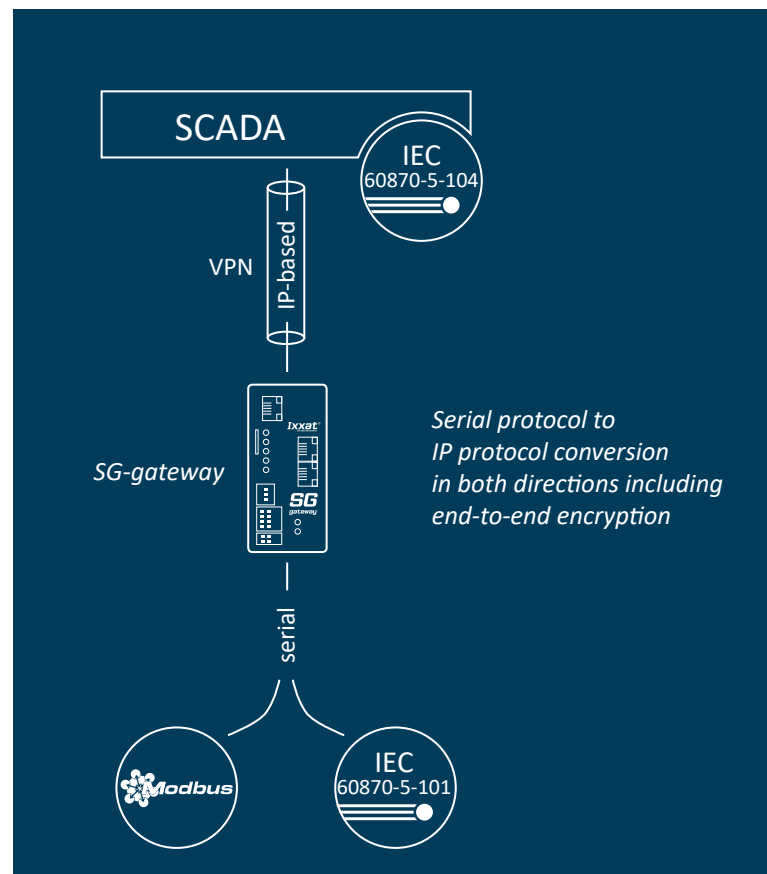 SCADA
IEC
60870-5-104
VPN
IP-based
Ixxat®
SG-gateway
SG
gateway
Serial protocol to
IP protocol conversion
in both directions including
end-to-end encryption
serial
Modbus
IEC
60870-5-101